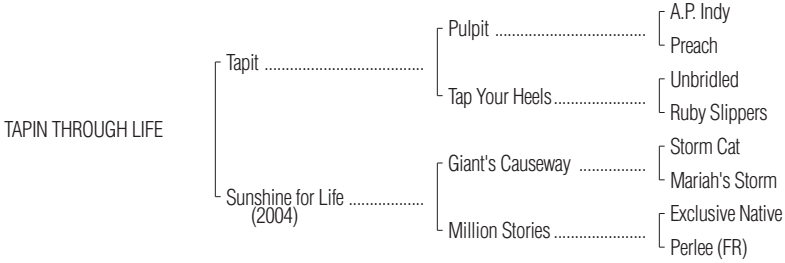 A.P. Indy
Pulpit ....................................
Preach
Tapit ......................................
Unbridled
Tap Your Heels......................
Ruby Slippers
TAPIN THROUGH LIFE
Storm Cat
Giant's Causeway ................
Mariah's Storm
Sunshine for Life ..................
(2004)
Exclusive Native
Million Stories......................
Perlee (FR)